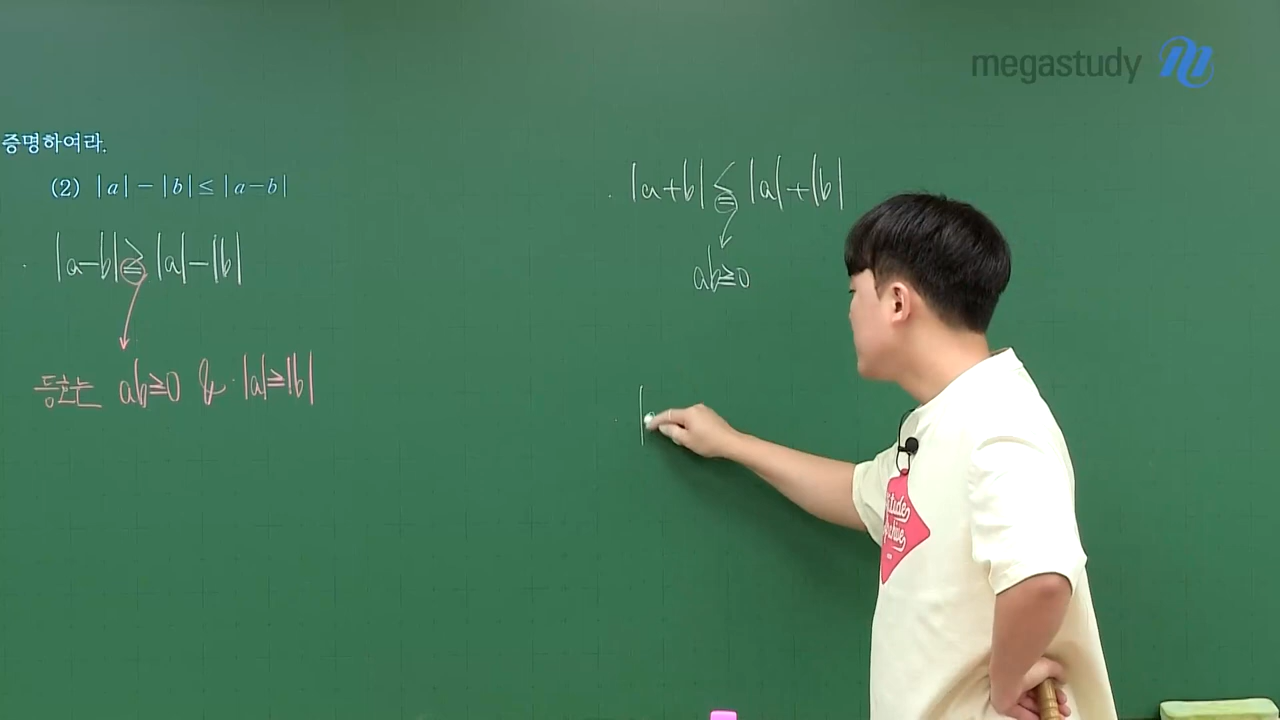 megastudy
증명하여라.
(2) |a|-|b|≤|a-b|
|a-b|≥|a|-|b|
등호는 ab≥0 & |a|≥|b|
|a+b|≤|a|+|b|
ab≥0
|